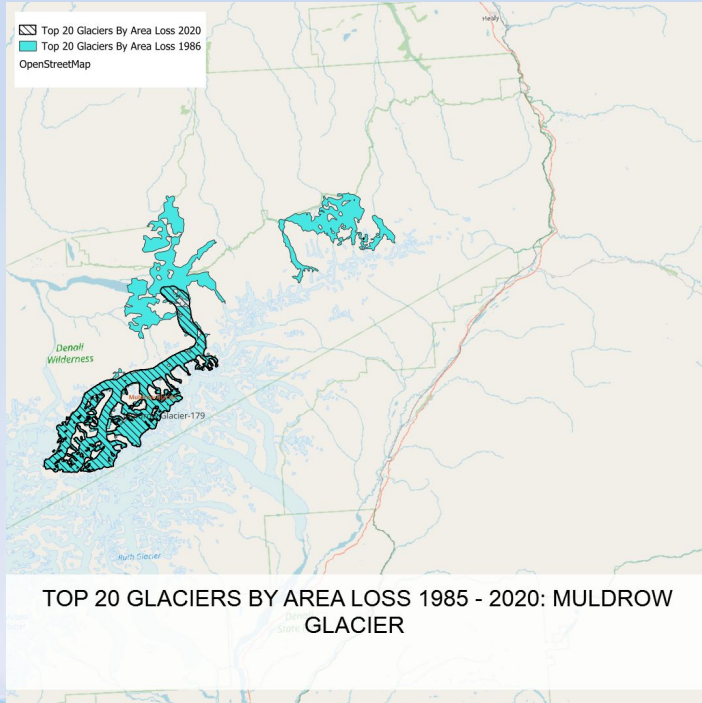 Healy
Top 20 Glaciers By Area Loss 2020
Top 20 Glaciers By Area Loss 1986
OpenStreetMap
Denali
Wilderness
Glacier-179
Ruth Glacier
TOP 20 GLACIERS BY AREA LOSS 1985 - 2020: MULDROW
GLACIER